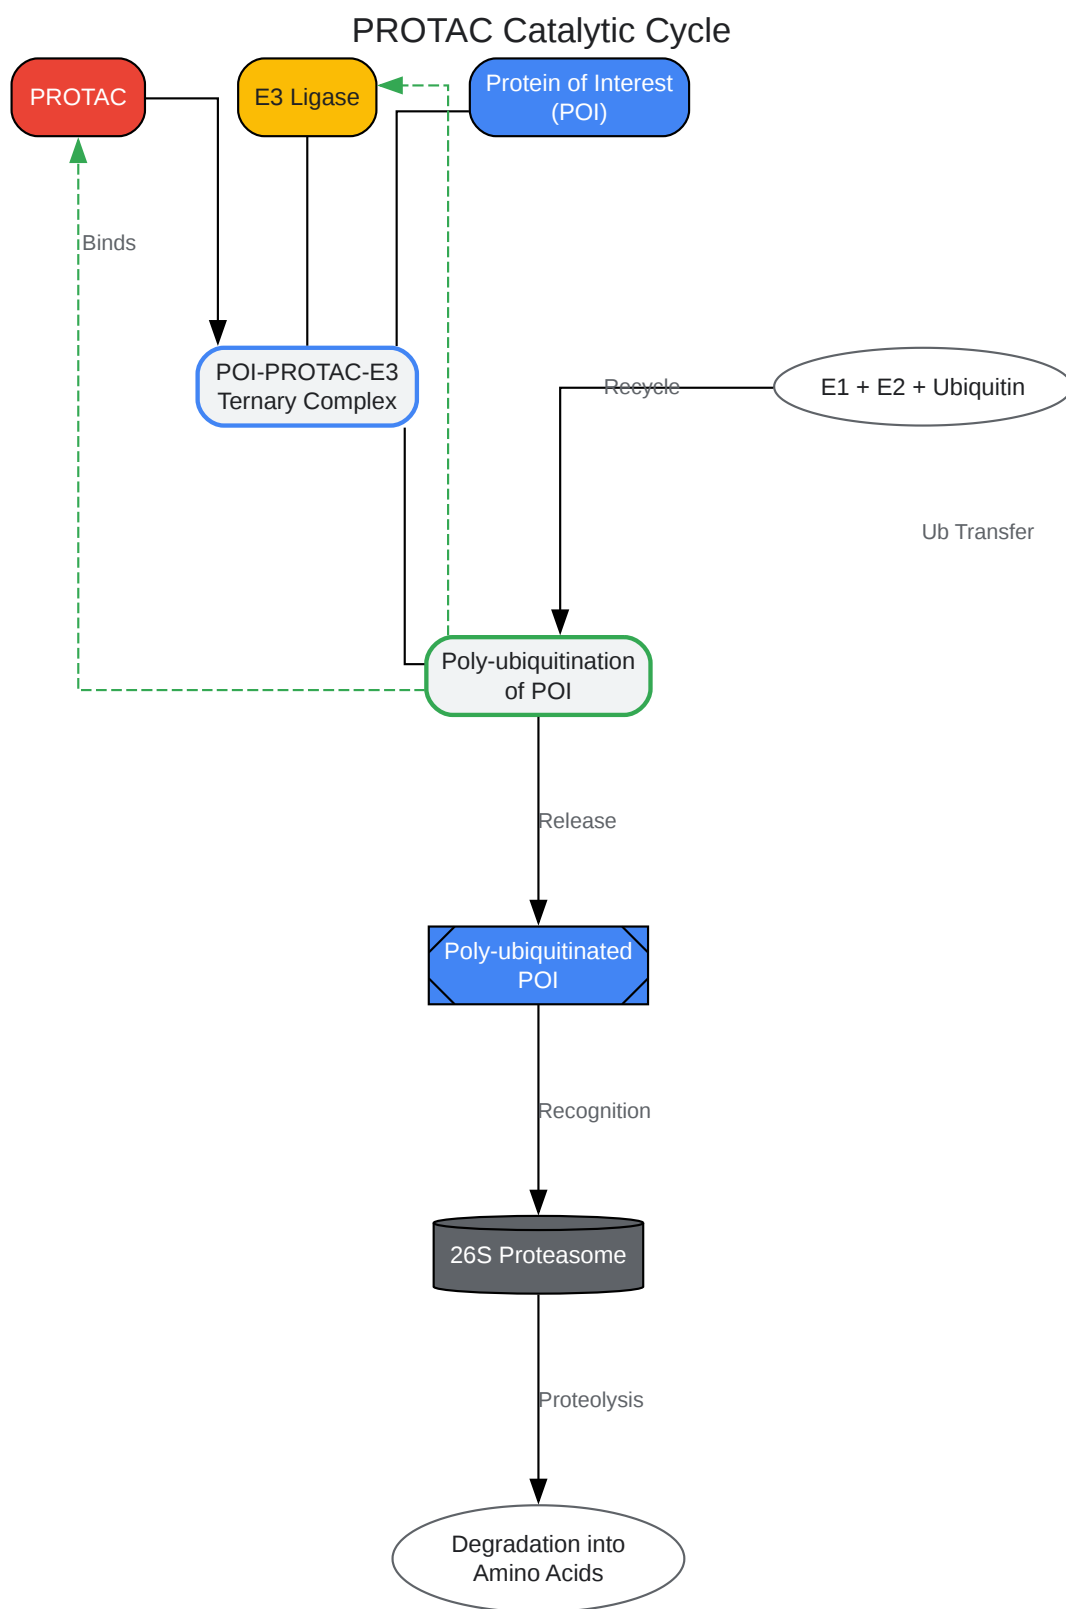 PROTAC Catalytic Cycle
PROTAC
E3 Ligase
Protein of Interest
(POI)
Binds
POI-PROTAC-E3
Ternary Complex
Recycle
E1 + E2 + Ubiquitin
Ub Transfer
Poly-ubiquitination
of POI
Release
Poly-ubiquitinated
POI
Recognition
26S Proteasome
Proteolysis
Degradation into
Amino Acids